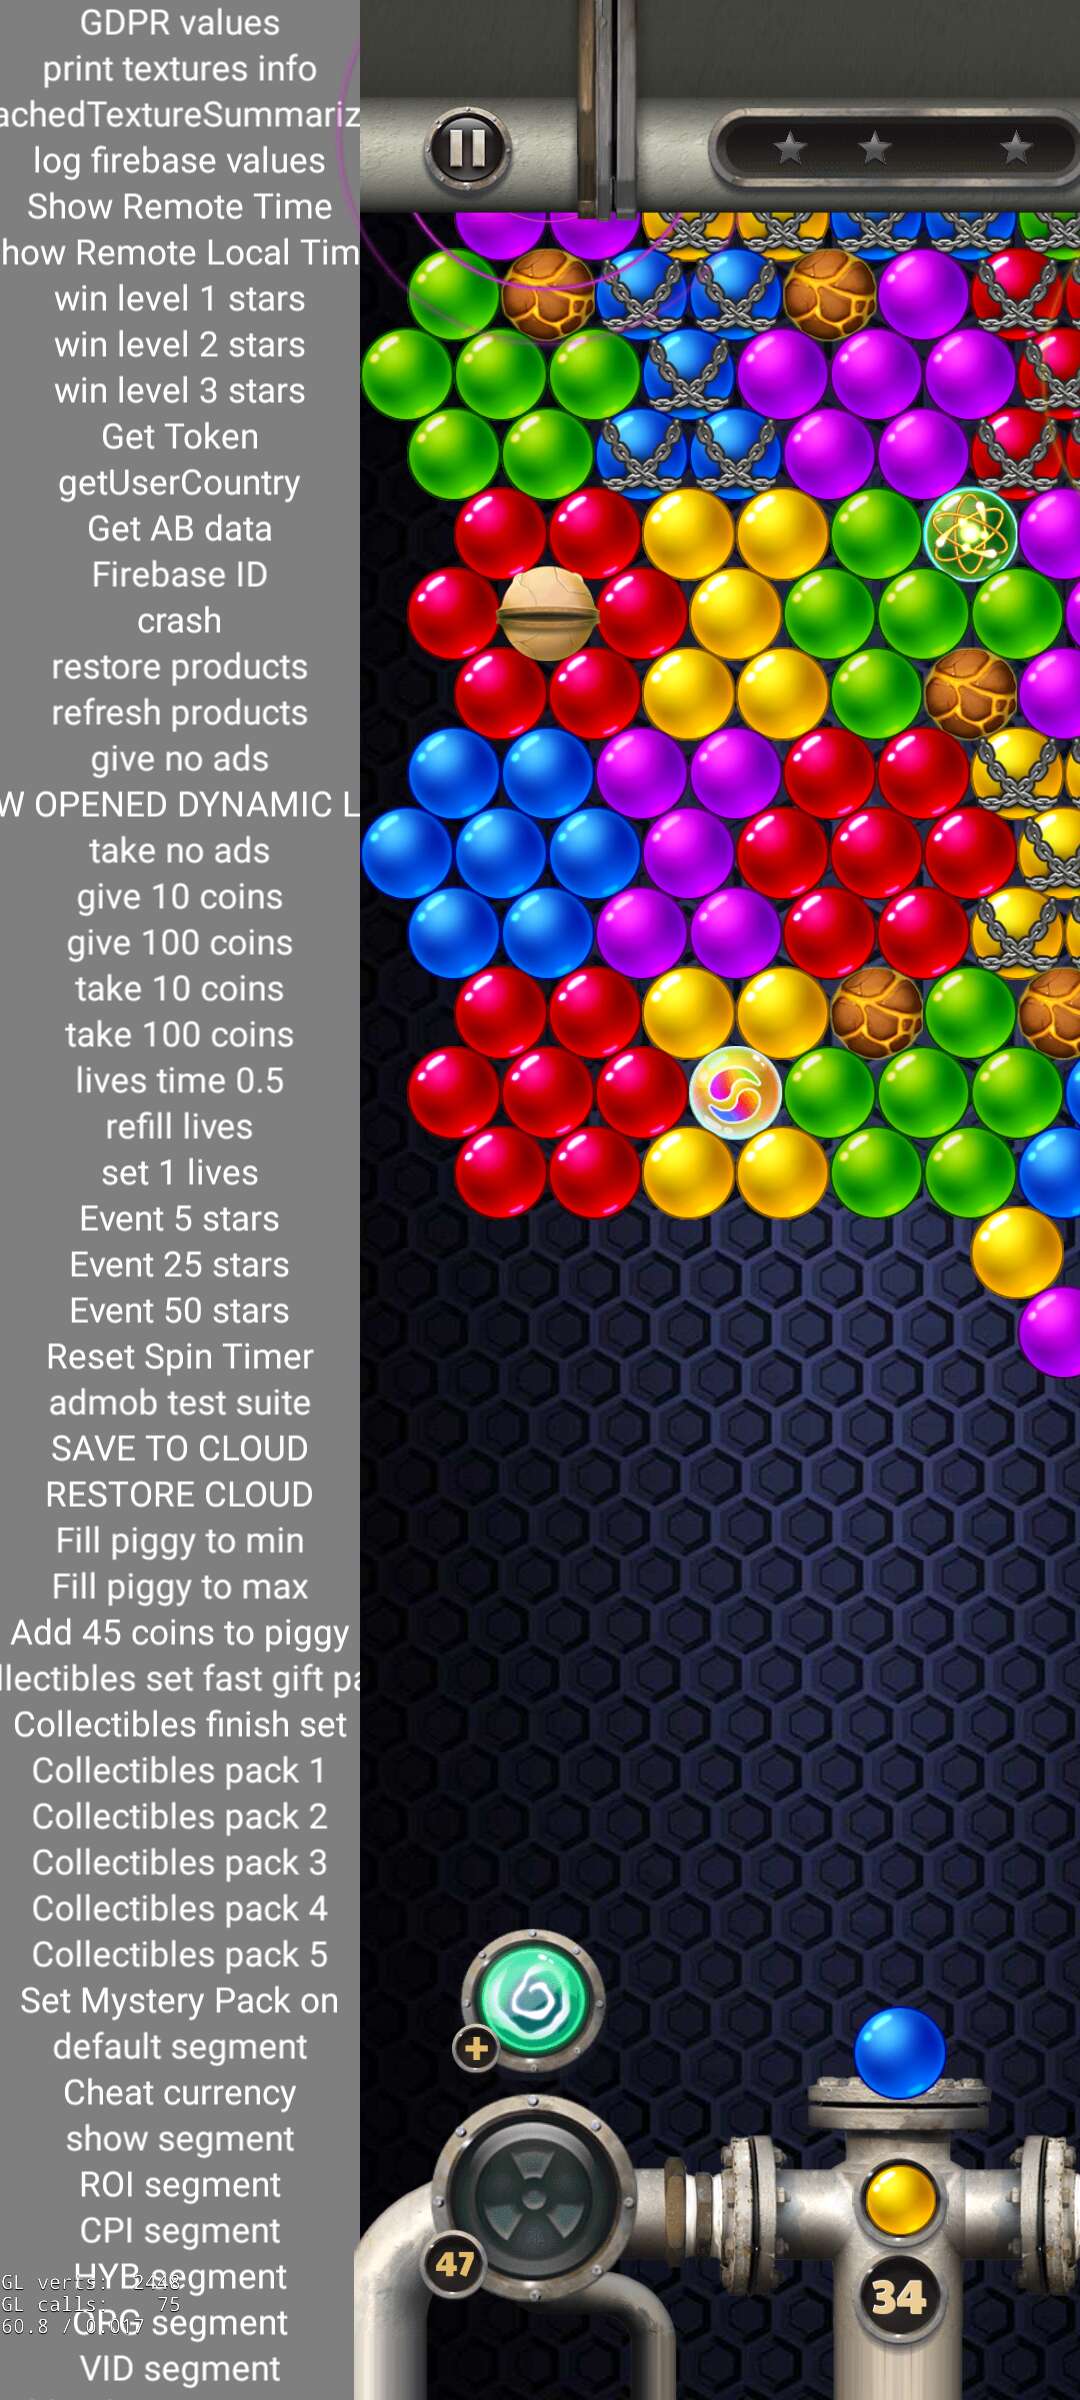 GDPR values
print textures info
achedTextureSummariz
log firebase values
Show Remote Time
how Remote Local Tim
win level 1 stars
win level 2 stars
win level 3 stars
Get Token
getUserCountry
Get AB data
Firebase ID
crash
restore products
refresh products
give no ads
W OPENED DYNAMIC L
take no ads
give 10 coins
give 100 coins
take 10 coins
take 100 coins
lives time 0.5
refill lives
set 1 lives
Event 5 stars
Event 25 stars
Event 50 stars
Reset Spin Timer
admob test suite
SAVE TO CLOUD
RESTORE CLOUD
Fill piggy to min
Fill piggy to max
Add 45 coins to piggy
llectibles set fast gift pa
Collectibles finish set
Collectibles pack 1
Collectibles pack 2
Collectibles pack 3
Collectibles pack 4
Collectibles pack 5
Set Mystery Pack on
default segment
Cheat currency
show segment
ROI segment
CPI segment
HYB segment
GL verts: 2448
GL calls: 75
ORG segment
60.8 / 0.017
VID segment
47
34